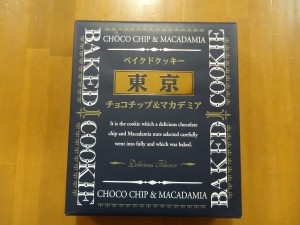 CHOCO CHIP & MACADAMIA
BAKED COOKIE
ベイクドクッキー
東京
チョコチップ&マカデミア
It is the cookie which a delicious chocolate
chip and Macadamia nuts selected carefully
went into fully and which was baked.
Delicious Flavor
BAKED COOKIE
CHOCO CHIP & MACADAMIA